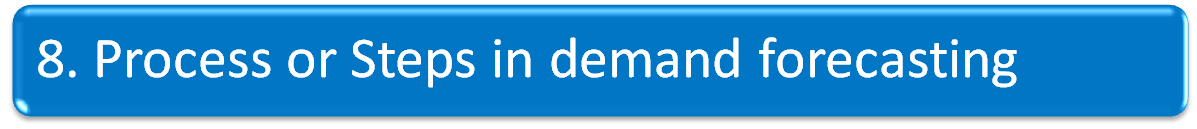 8. Process or Steps in demand forecasting